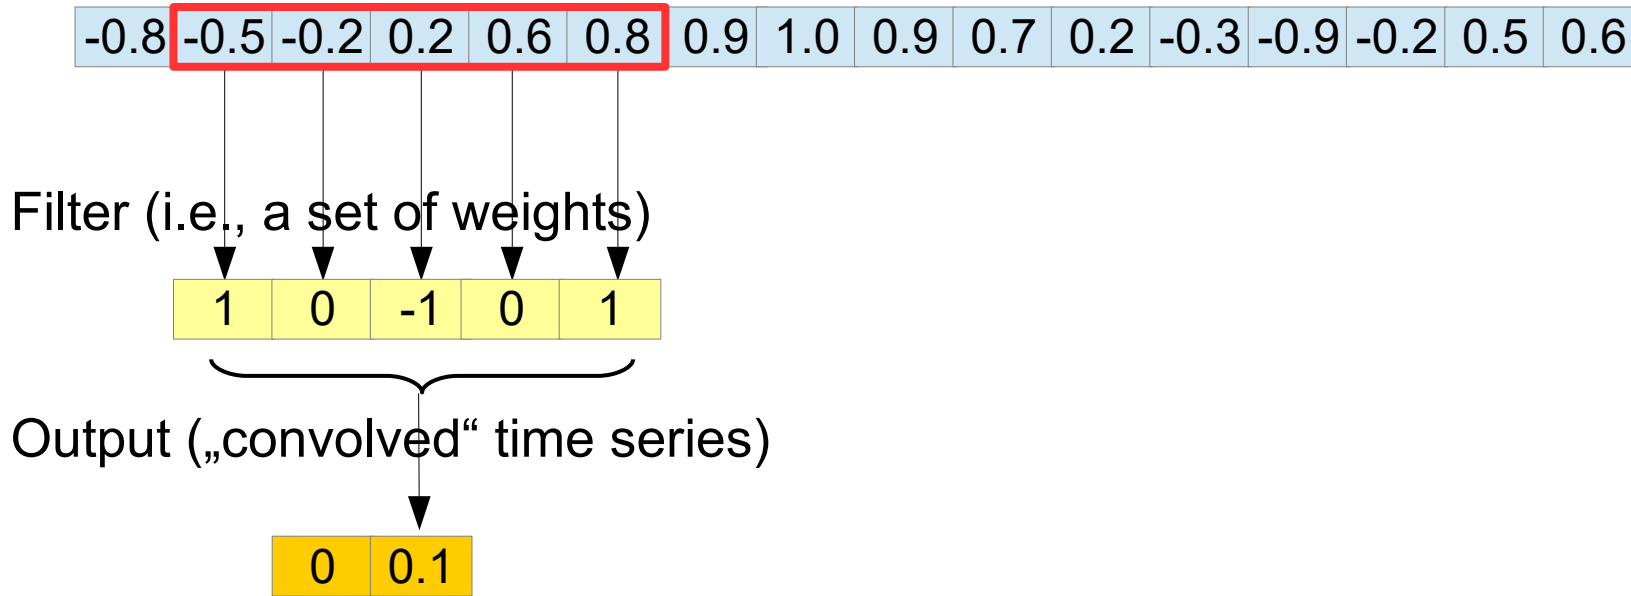 -0.8 -0.5 -0.2 0.2 0.6 0.8 0.9 1.0 0.9 0.7 0.2 -0.3 -0.9 -0.2 0.5 0.6
Filter (i.e., a set of weights)
1 0 -1 0 1
Output („convolved“ time series)
0 0.1